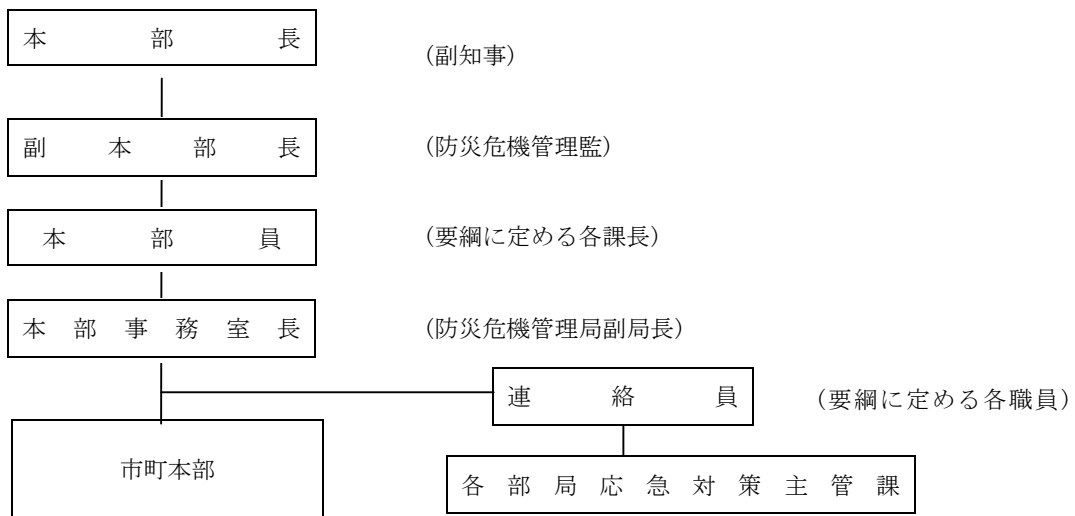 本部長
(副知事)
副本部長
(防災危機管理監)
本部員
(要綱に定める各課長)
本部事務室長
(防災危機管理局副局長)
連絡員
(要綱に定める各職員)
市町本部
各部局応急対策主管課